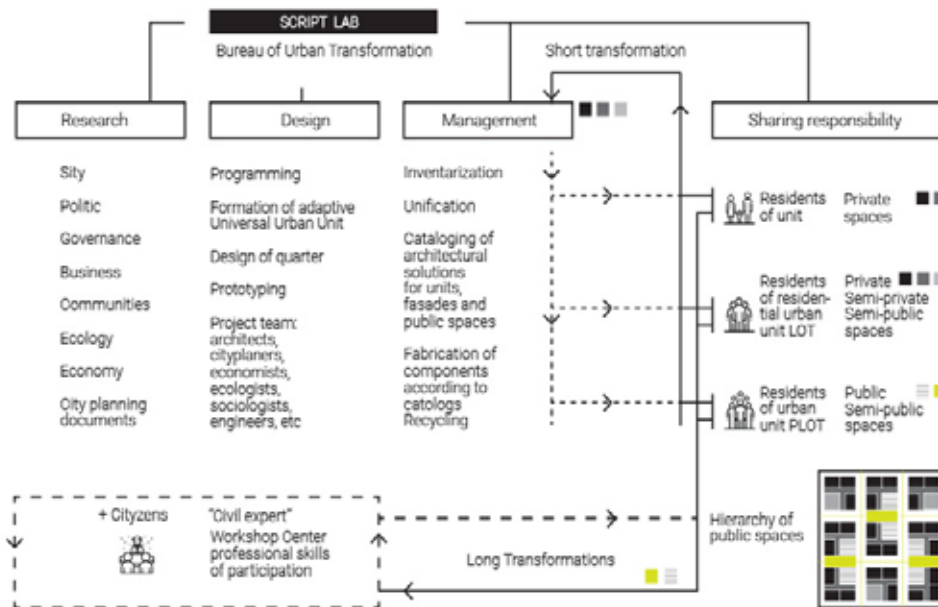 SCRIPT LAB
Bureau of Urban Transformation
Short transformation
Research
Design
Management
Sharing responsibility
Sity
Politic
Governance
Business
Communities
Ecology
Economy
City planning
documents
Programming
Formation of adaptive
Universal Urban Unit
Design of quarter
Prototyping
Project team:
architects,
cityplaners,
economists,
ecologists,
sociologists,
engineers, etc
Inventarization
Unification
Cataloging of
architectural
solutions
for units,
fasades and
public spaces
Fabrication of
components
according to
catologs
Recycling
Residents
of unit
Private
spaces
Residents
of residen-
tial urban
unit LOT
Private
Semi-private
Semi-public
spaces
Residents
of urban
unit PLOT
Public
Semi-public
spaces
+ Cityzens
"Civil expert"
Workshop Center
professional skills
of participation
Long Transformations
Hierarchy of
public spaces